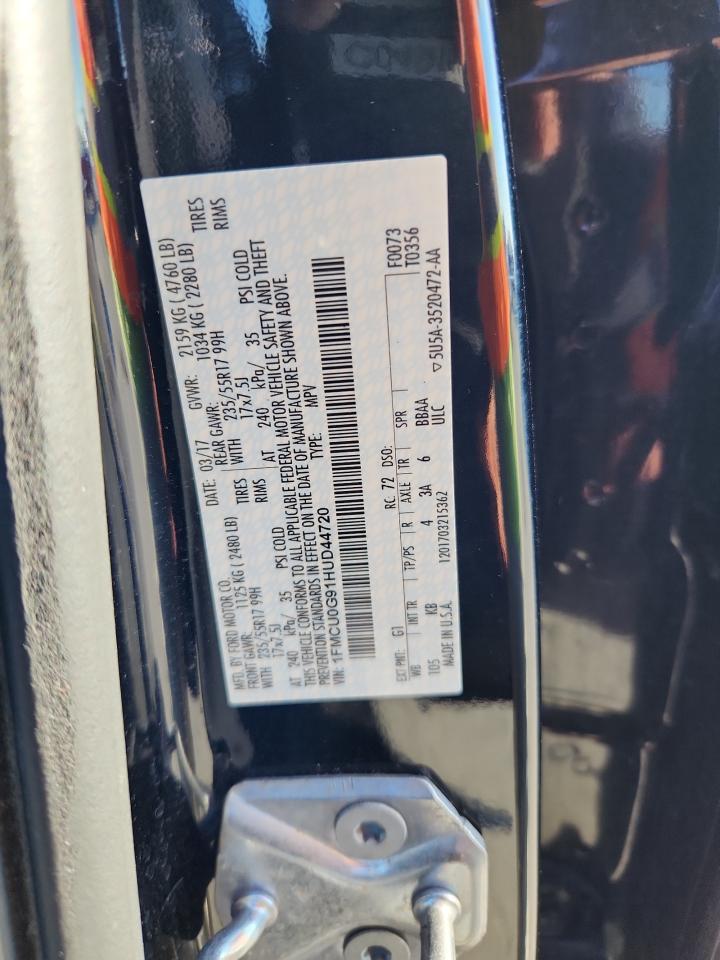 MFD. BY FORD MOTOR CO.
DATE: 03/17 GVWR: 2159 KG ( 4760 LB)
FRONT GAWR: 1125 KG ( 2480 LB) REAR GAWR: 1034 KG ( 2280 LB)
WITH 235/55R17 99H TIRES WITH 235/55R17 99H TIRES
17x7.5J RIMS 17x7.5J RIMS
AT 240 kPa/ 35 PSI COLD AT 240 kPa/ 35 PSI COLD
THIS VEHICLE CONFORMS TO ALL APPLICABLE FEDERAL MOTOR VEHICLE SAFETY AND THEFT
PREVENTION STANDARDS IN EFFECT ON THE DATE OF MANUFACTURE SHOWN ABOVE.
VIN: 1FMCU0G91HUD44720 TYPE: MPV
F0073
T0356
EXT PNT: G1 RC: 72 DSO:
WB INT TR TP/PS R AXLE TR SPR
105 KB 4 3A 6 BBAA
MADE IN U.S.A. 1201703215362 ULC ▽5U5A-3520472-AA